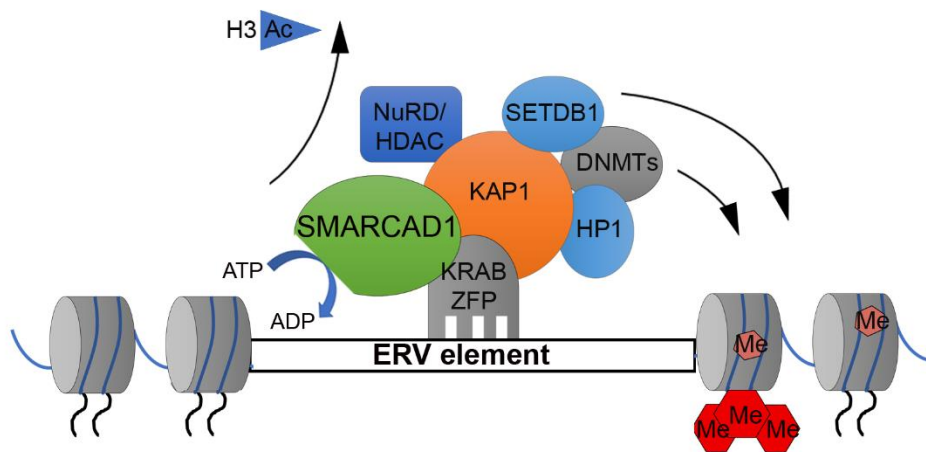 H3 Ac
NuRD/
HDAC
SETDB1
DNMTs
KAP1
SMARCAD1
HP1
ATP
KRAB
ZFP
ADP
ERV element
Me
Me
Me
Me
Me